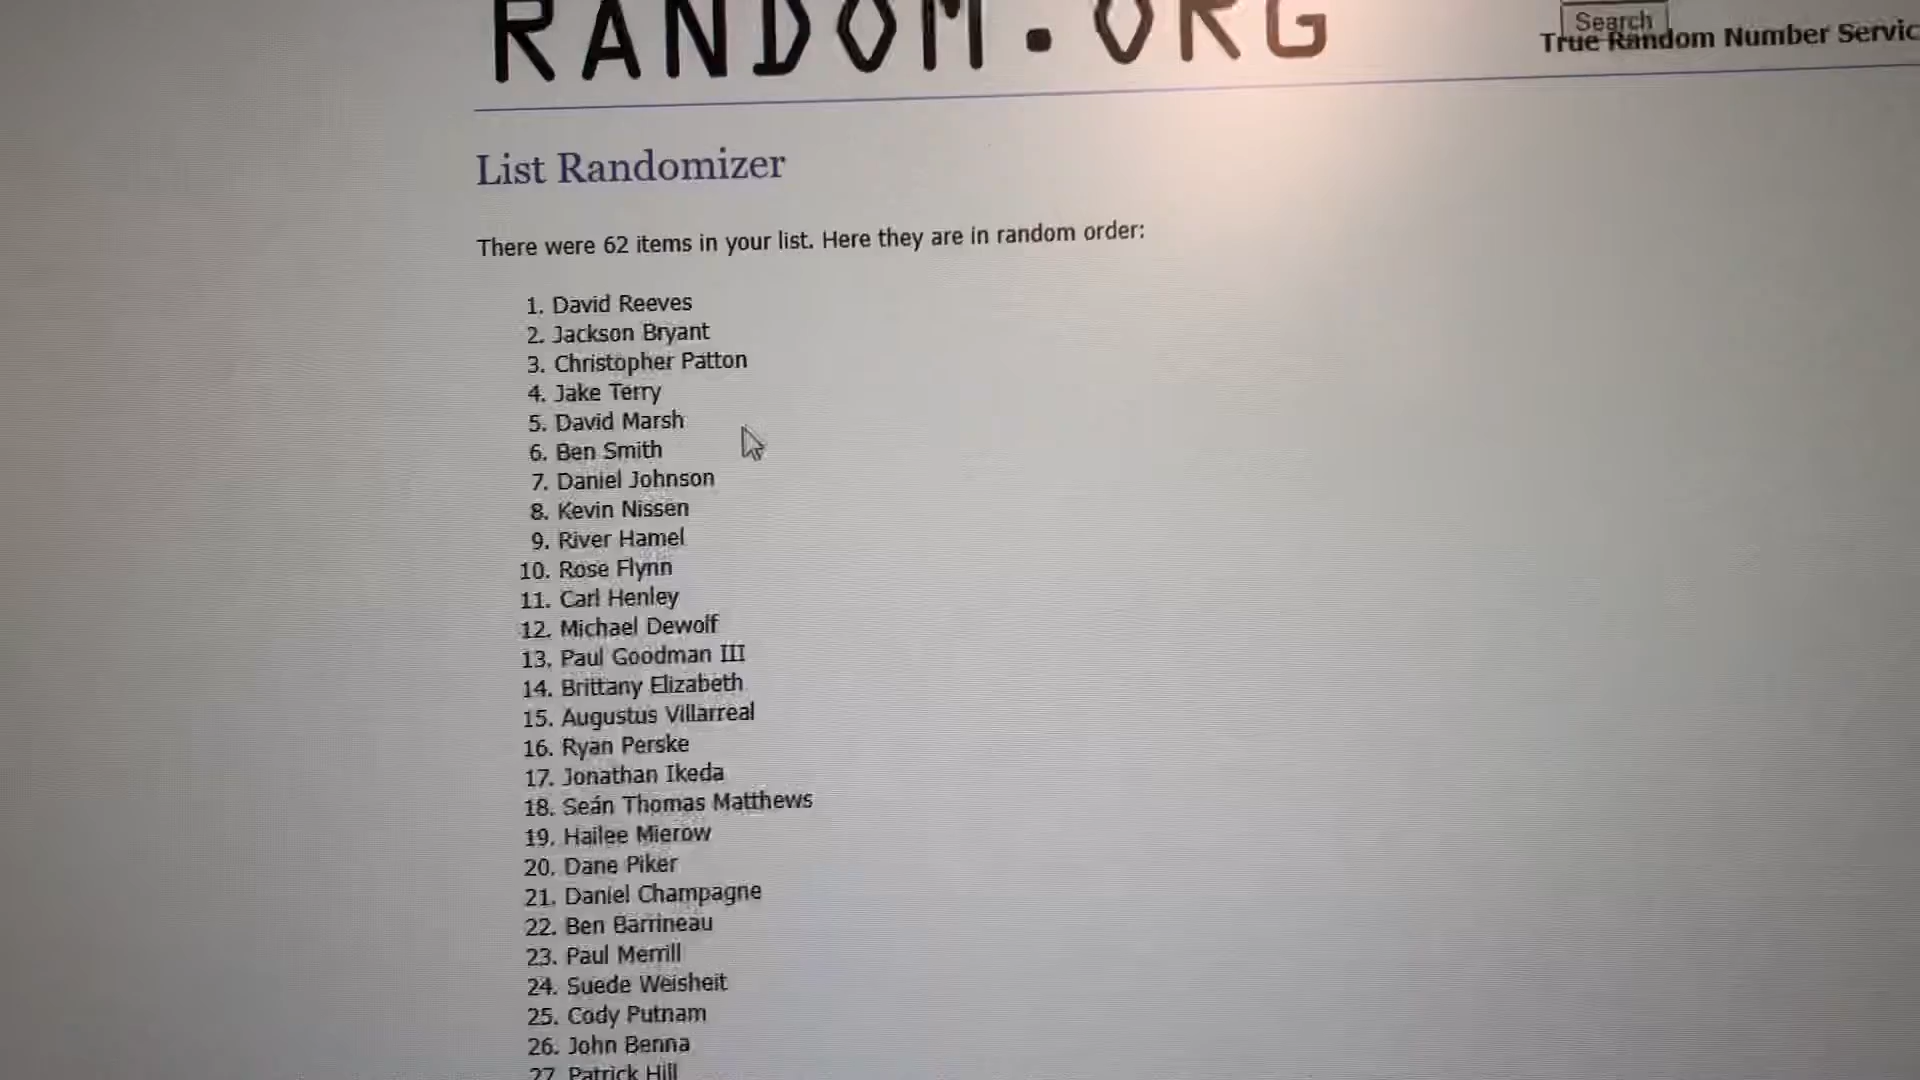 RANDOM.ORG
Search
True Random Number Servic
List Randomizer
There were 62 items in your list. Here they are in random order:
1. David Reeves
2. Jackson Bryant
3. Christopher Patton
4. Jake Terry
5. David Marsh
6. Ben Smith
7. Daniel Johnson
8. Kevin Nissen
9. River Hamel
10. Rose Flynn
11. Carl Henley
12. Michael Dewolf
13. Paul Goodman III
14. Brittany Elizabeth
15. Augustus Villarreal
16. Ryan Perske
17. Jonathan Ikeda
18. Seán Thomas Matthews
19. Hailee Mierow
20. Dane Piker
21. Daniel Champagne
22. Ben Barrineau
23. Paul Merrill
24. Suede Weisheit
25. Cody Putnam
26. John Benna
27. Patrick Hill